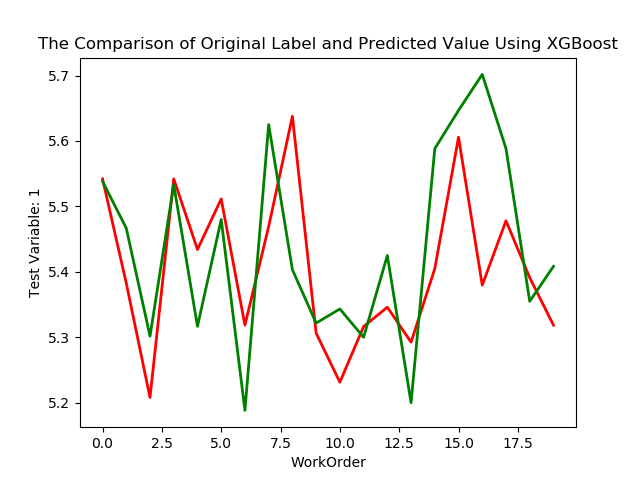 The Comparison of Original Label and Predicted Value Using XGBoost
5.7
5.6
5.5
5.4
5.3
5.2
Test Variable: 1
0.0 2.5 5.0 7.5 10.0 12.5 15.0 17.5
WorkOrder